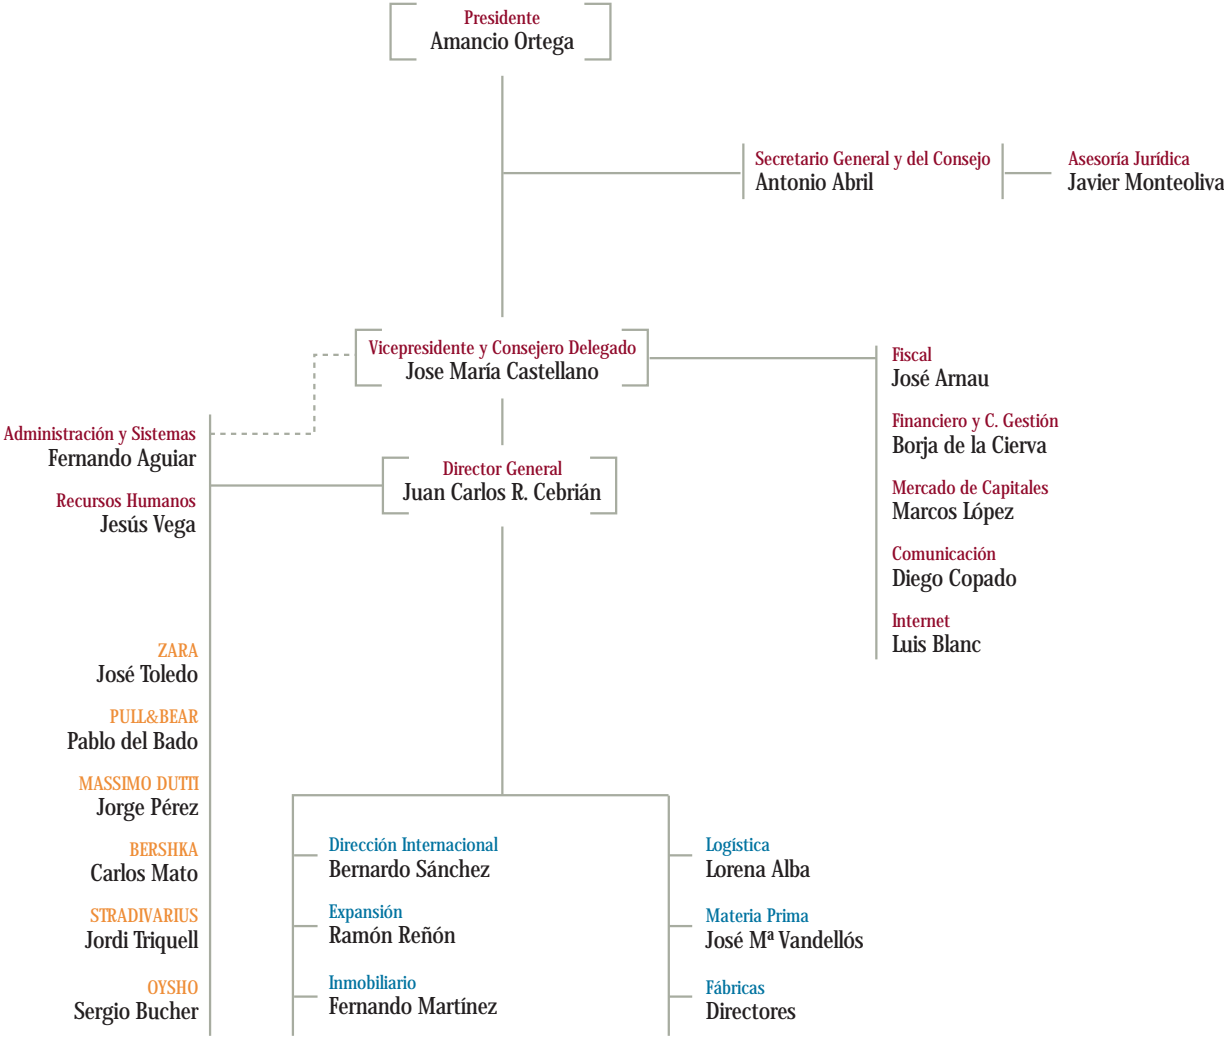 Presidente
Amancio Ortega
Secretario General y del Consejo
Antonio Abril
Asesoría Jurídica
Javier Monteoliva
Vicepresidente y Consejero Delegado
Jose María Castellano
Fiscal
José Arnau
Financiero y C. Gestión
Borja de la Cierva
Mercado de Capitales
Marcos López
Comunicación
Diego Copado
Internet
Luis Blanc
Administración y Sistemas
Fernando Aguiar
Recursos Humanos
Jesús Vega
Director General
Juan Carlos R. Cebrián
ZARA
José Toledo
PULL&BEAR
Pablo del Bado
MASSIMO DUTTI
Jorge Pérez
BERSHKA
Carlos Mato
STRADIVARIUS
Jordi Triquell
OYSHO
Sergio Bucher
Dirección Internacional
Bernardo Sánchez
Expansión
Ramón Reñón
Inmobiliario
Fernando Martínez
Logística
Lorena Alba
Materia Prima
José Mª Vandellós
Fábricas
Directores